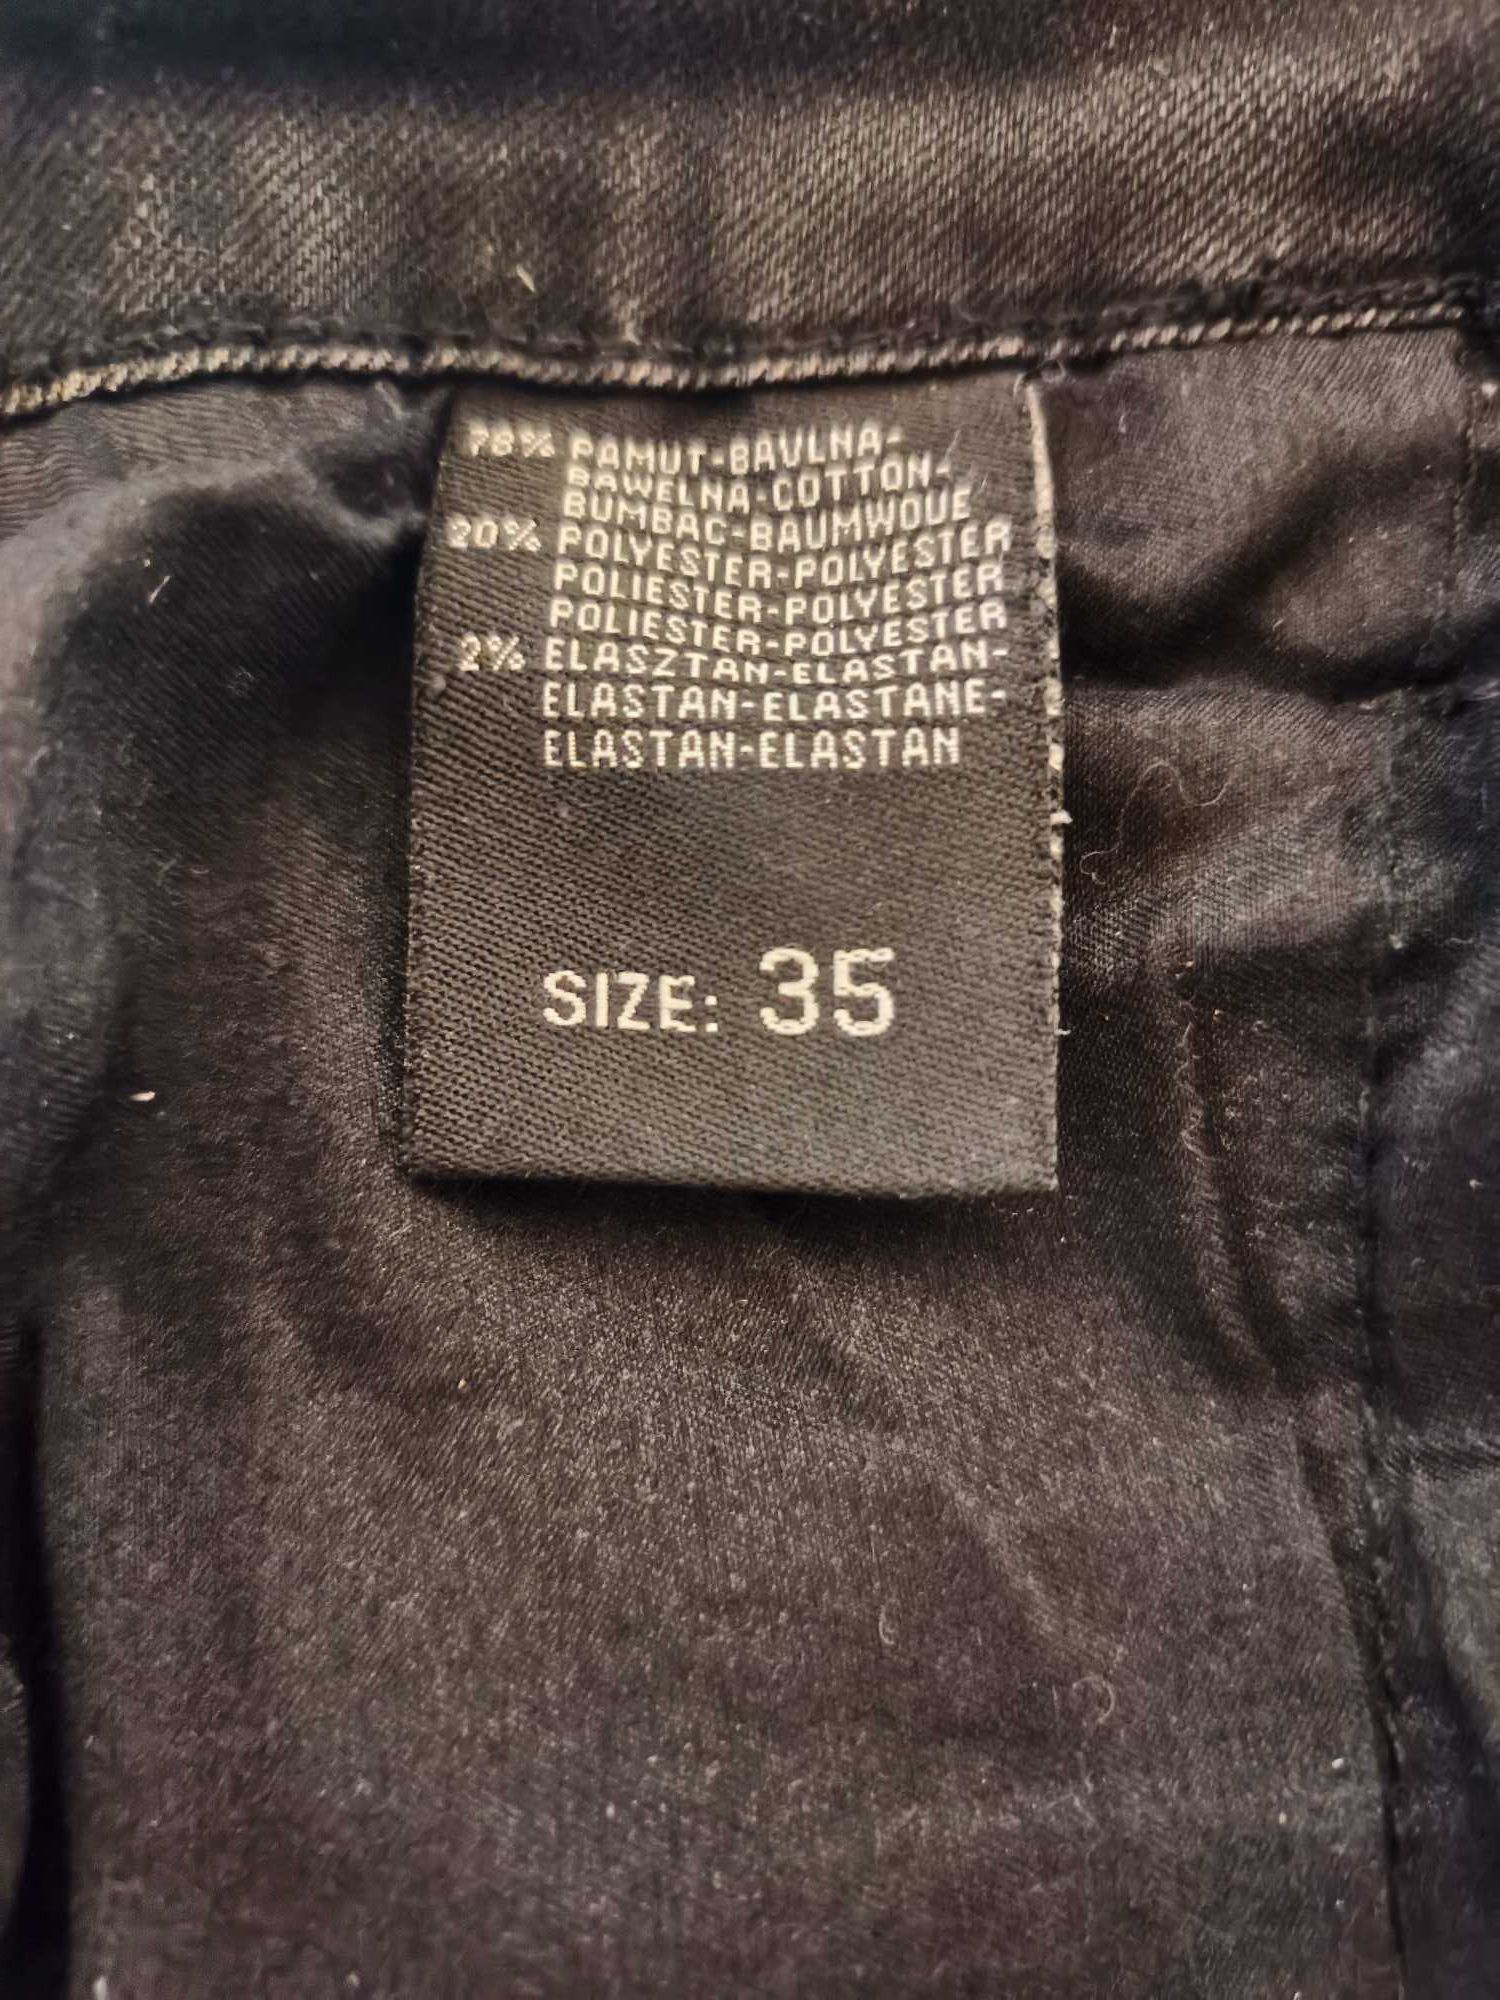 78% PAMUT-BAVLNA-
BAWELNA-COTTON-
BUMBAC-BAUMWOUE
20% POLYESTER-POLYESTER
POLIESTER-POLYESTER
POLIESTER-POLYESTER
2% ELASZTAN-ELASTAN-
ELASTAN-ELASTANE-
ELASTAN-ELASTAN
SIZE: 35